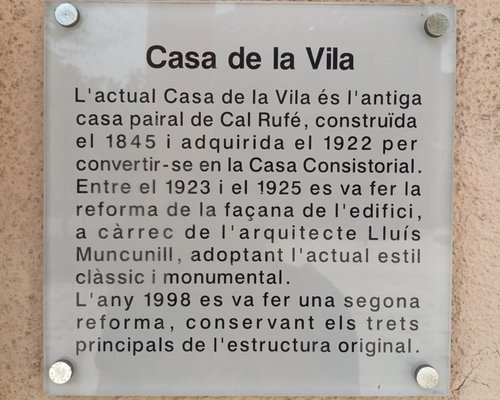 Casa de la Vila
L'actual Casa de la Vila és l'antiga
casa pairal de Cal Rufé, construïda
el 1845 i adquirida el 1922 per
convertir-se en la Casa Consistorial.
Entre el 1923 i el 1925 es va fer la
reforma de la façana de l'edifici,
a càrrec de l'arquitecte Lluís
Muncunill, adoptant l'actual estil
clàssic i monumental.
L'any 1998 es va fer una segona
reforma, conservant els trets
principals de l'estructura original.